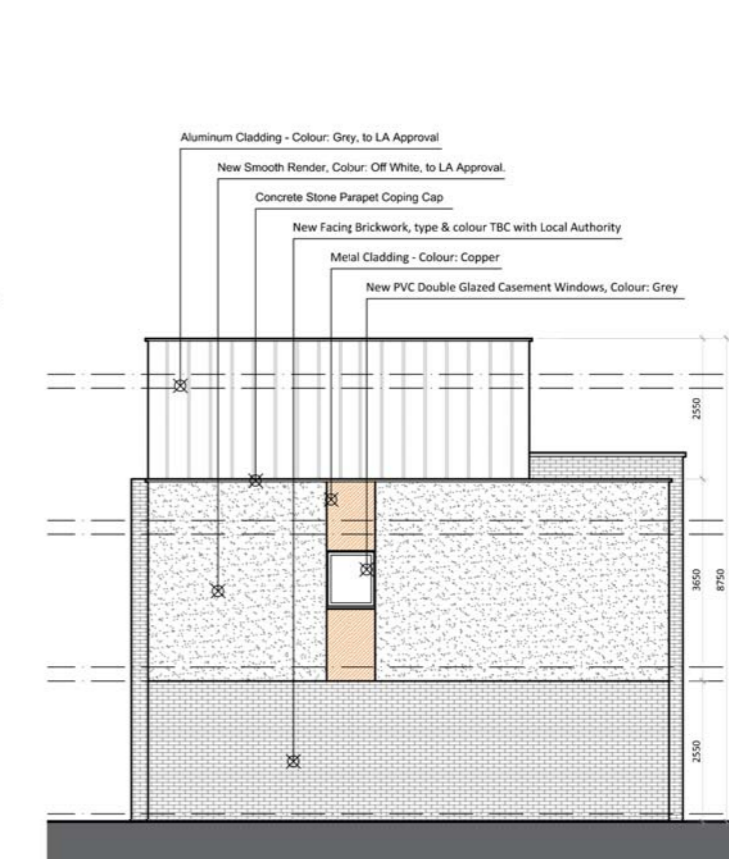 Aluminum Cladding - Colour: Grey, to LA Approval
New Smooth Render, Colour: Off White, to LA Approval.
Concrete Stone Parapet Coping Cap
New Facing Brickwork, type & colour TBC with Local Authority
Metal Cladding - Colour: Copper
New PVC Double Glazed Casement Windows, Colour: Grey
2550
3650
8750
2550